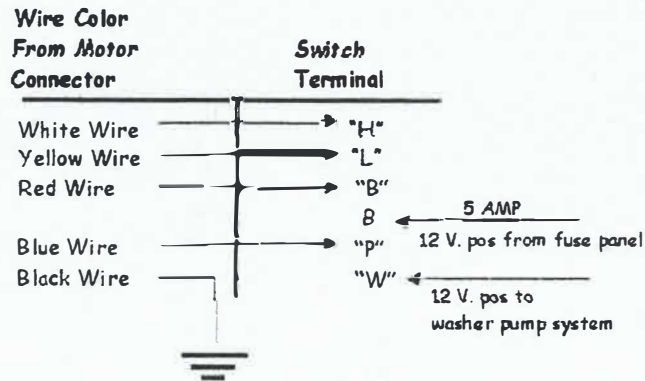 Wire Color
From Motor
Connector
Switch
Terminal
White Wire "H"
Yellow Wire "L"
Red Wire "B"
B 5 AMP
12 V. pos from fuse panel
Blue Wire "P"
Black Wire "W"
12 V. pos to
washer pump system